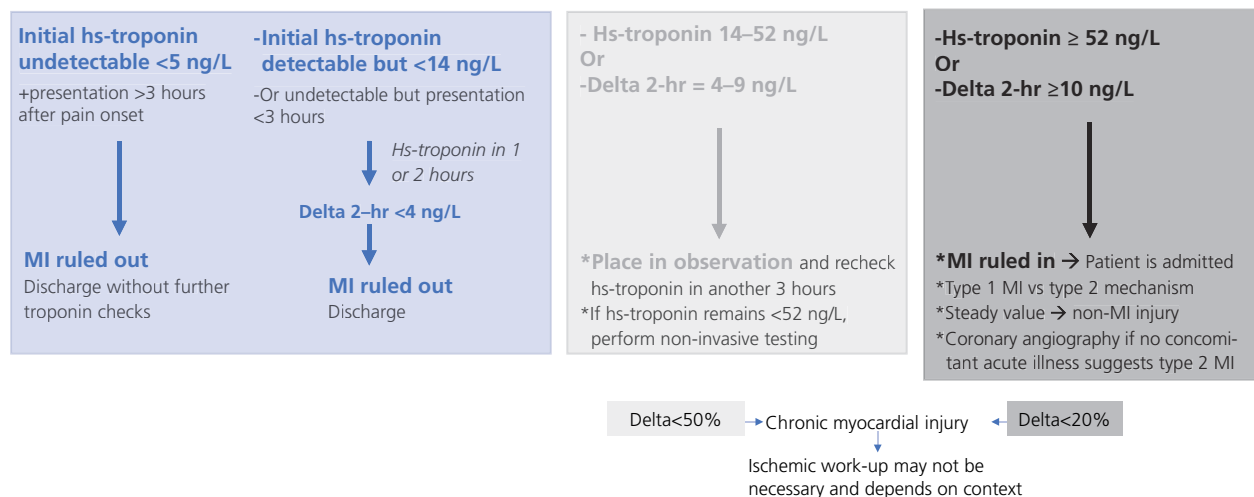 Initial hs-troponin
undetectable <5 ng/L
+presentation >3 hours
after pain onset
MI ruled out
Discharge without further
troponin checks
-Initial hs-troponin
detectable but <14 ng/L
-Or undetectable but presentation
<3 hours
Hs-troponin in 1
or 2 hours
Delta 2–hr <4 ng/L
MI ruled out
Discharge
- Hs-troponin 14–52 ng/L
Or
-Delta 2-hr = 4–9 ng/L
*Place in observation and recheck
hs-troponin in another 3 hours
*If hs-troponin remains <52 ng/L,
perform non-invasive testing
-Hs-troponin ≥ 52 ng/L
Or
-Delta 2-hr ≥10 ng/L
*MI ruled in → Patient is admitted
*Type 1 MI vs type 2 mechanism
*Steady value → non-MI injury
*Coronary angiography if no concomi-
tant acute illness suggests type 2 MI
Delta<50%
Chronic myocardial injury
Delta<20%
Ischemic work-up may not be
necessary and depends on context